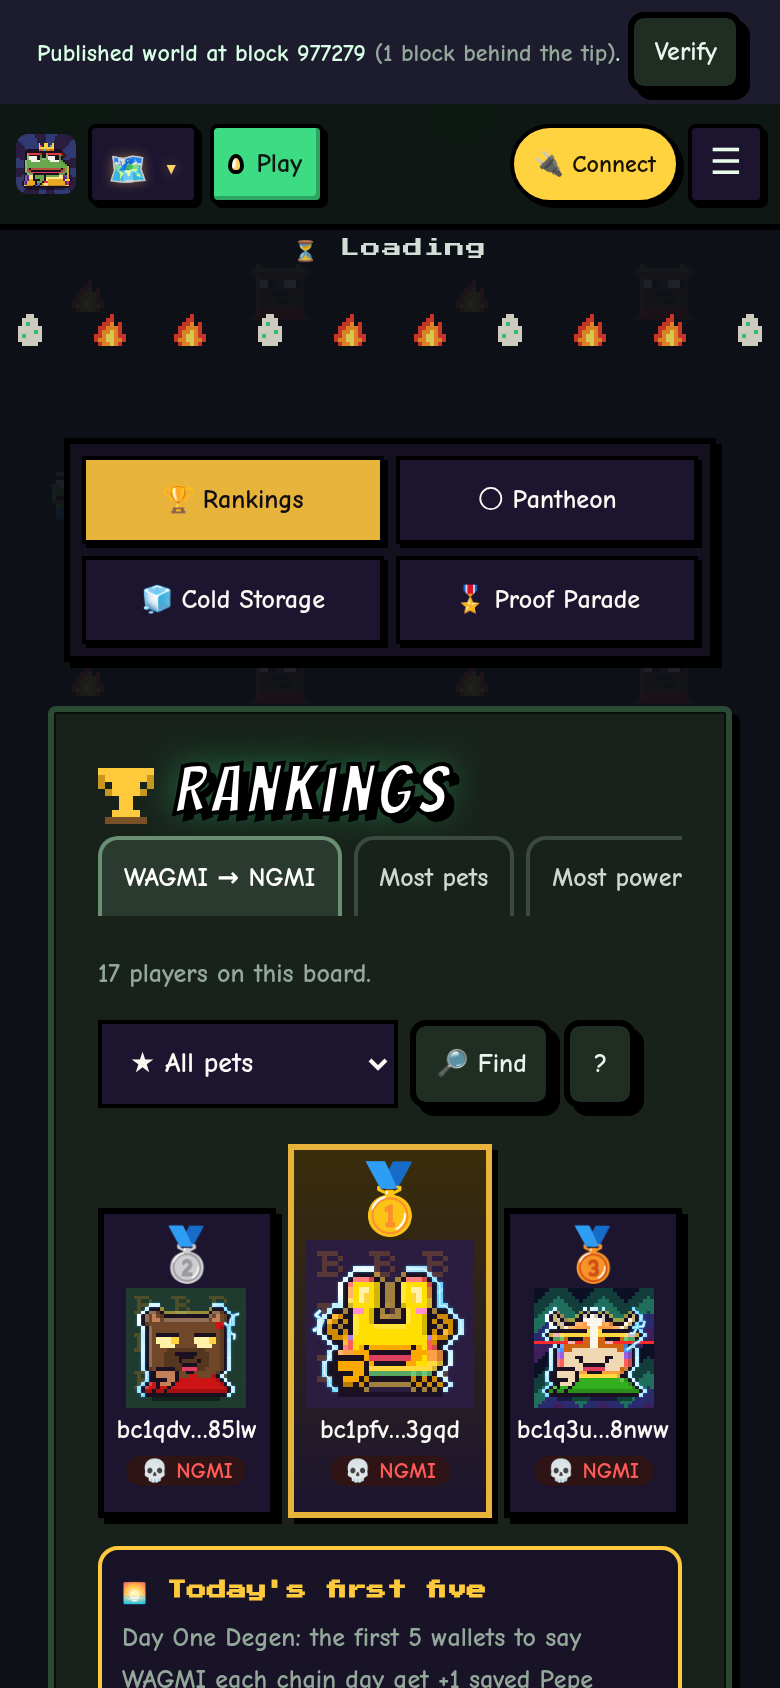 Published world at block 977279 (1 block behind the tip).
Verify
Play
Connect
Loading
Rankings
Pantheon
Cold Storage
Proof Parade
RANKINGS
WAGMI → NGMI
Most pets
Most power
17 players on this board.
★ All pets
Find
?
2
1
3
bc1qdv...85lw
bc1pfv...3gqd
bc1q3u...8nww
NGMI
NGMI
NGMI
Today's first five
Day One Degen: the first 5 wallets to say
WAGMI each chain day get +1 saved Pepe